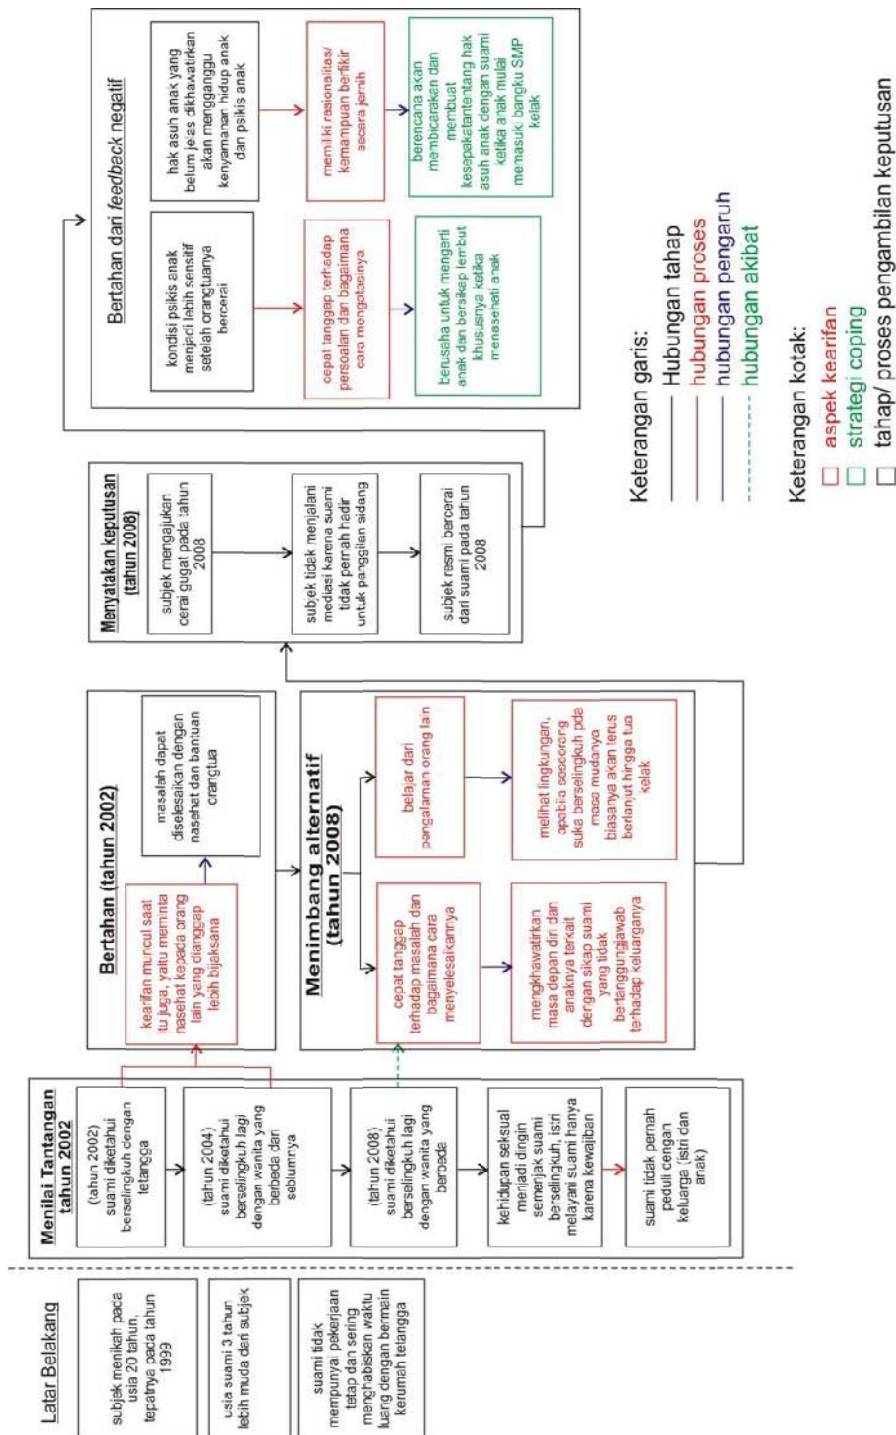 Latar Belakang
subjek menikah pada
usia 20 tahun,
tepatnya pada tahun
1999
usia suami 3 tahun
lebih muda dari subjek
suami tidak
mempunyai pekerjaan
tetap dan sering
menghabiskan waktu
luang dengan bermain
kerumah tetangga
Menilai Tantangan
tahun 2002
(tahun 2002)
suami diketahui
berselingkuh dengan
tetangga
(tahun 2004)
suami diketahui
berselingkuh lagi
dengan wanita yang
berbeda dari
seblumnya
(tahun 2008)
suami diketahui
berselingkuh lagi
dengan wanita yang
berbeda
kehidupan seksual
menjadi dingin
semenjak suami
berselingkuh, istri
melayani suami hanya
karena kewajiban
suami tidak pernah
peduli dengan
keluarga (istri dan
anak)
Bertahan (tahun 2002)
kearifan muncul saat
itu juga, yaitu meminta
nasehat kepada orang
lain yang dianggap
lebih bijaksana
masalah dapat
diselesaikan dengan
nasehat dan bantuan
orangtua
Menimbang alternatif
(tahun 2008)
cepat tanggap
terhadap masalah dan
bagaimana cara
menyelesaikannya
mengkhawatirkan
masa depan diri dan
anaknya terkait
dengan sikap suami
yang tidak
bertanggungjawab
terhadap keluarganya
belajar dari
pengalaman orang lain
melihat lingkungan,
apabila seseorang
suka berselingkuh pda
masa mudanya
biasanya akan terus
berlanjut hingga tua
kelak
Menyatakan keputusan
(tahun 2008)
subjek mengajukan
cerai gugat pada tahun
2008
subjek tidak menjalani
mediasi karena suami
tidak pernah hadir
untuk panggilan sidang
subjek resmi bercerai
dari suami pada tahun
2008
Bertahan dari feedback negatif
kondisi psikis anak
menjadi lebih sensitif
setelah orangtuanya
bercerai
cepat tanggap terhadap
persoalan dan bagaimana
cara mengatasinya
berusaha untuk mengerti
anak dan bersikap lembut
khususnya ketika
menasehati anak
hak asuh anak yang
belum jelas dikhawatirkan
akan mengganggu
kenyamanan hidup anak
dan psikis anak
memilki rasionalitas/
kemampuan berfikir
secara jernih
berencana akan
membicarakan dan
membuat
kesepakatantentang hak
asuh anak dengan suami
ketika anak mulai
memasuki bangku SMP
kelak
Keterangan garis:
Hubungan tahap
hubungan proses
hubungan pengaruh
hubungan akibat
Keterangan kotak:
aspek kearifan
strategi coping
tahap/ proses pengambilan keputusan